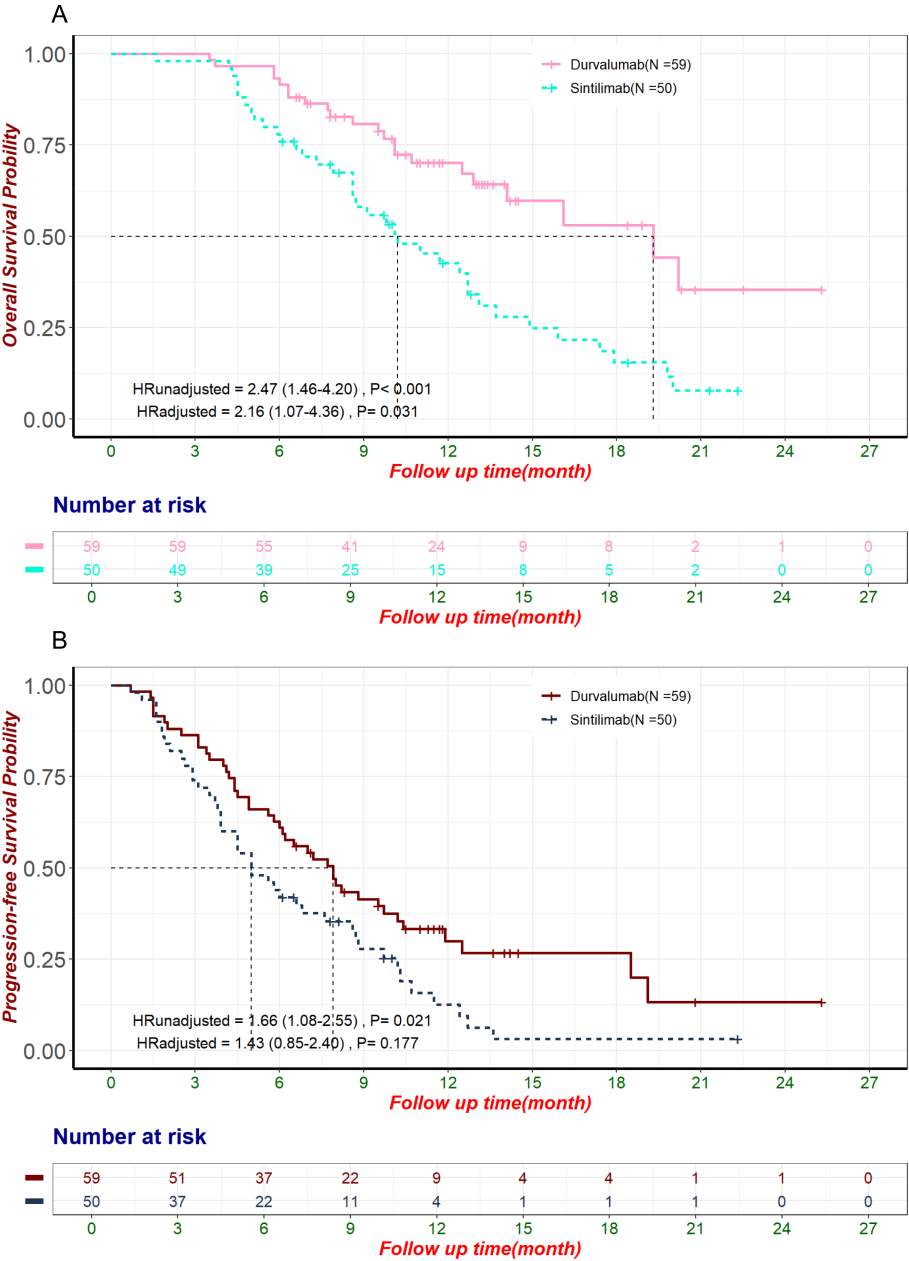 A
Overall Survival Probility
1.00
0.75
0.50
0.25
0.00
Durvalumab(N =59)
Sintilimab(N =50)
HRunadjusted = 2.47 (1.46-4.20) , P< 0.001
HRadjusted = 2.16 (1.07-4.36) , P= 0.031
0 3 6 9 12 15 18 21 24 27
Follow up time(month)
Number at risk
59 59 55 41 24 9 8 2 1 0
50 49 39 25 15 8 5 2 0 0
0 3 6 9 12 15 18 21 24 27
Follow up time(month)
B
Progression-free Survival Probility
1.00
0.75
0.50
0.25
0.00
Durvalumab(N =59)
Sintilimab(N =50)
HRunadjusted = 1.66 (1.08-2.55) , P= 0.021
HRadjusted = 1.43 (0.85-2.40) , P= 0.177
0 3 6 9 12 15 18 21 24 27
Follow up time(month)
Number at risk
59 51 37 22 9 4 4 1 1 0
50 37 22 11 4 1 1 1 0 0
0 3 6 9 12 15 18 21 24 27
Follow up time(month)